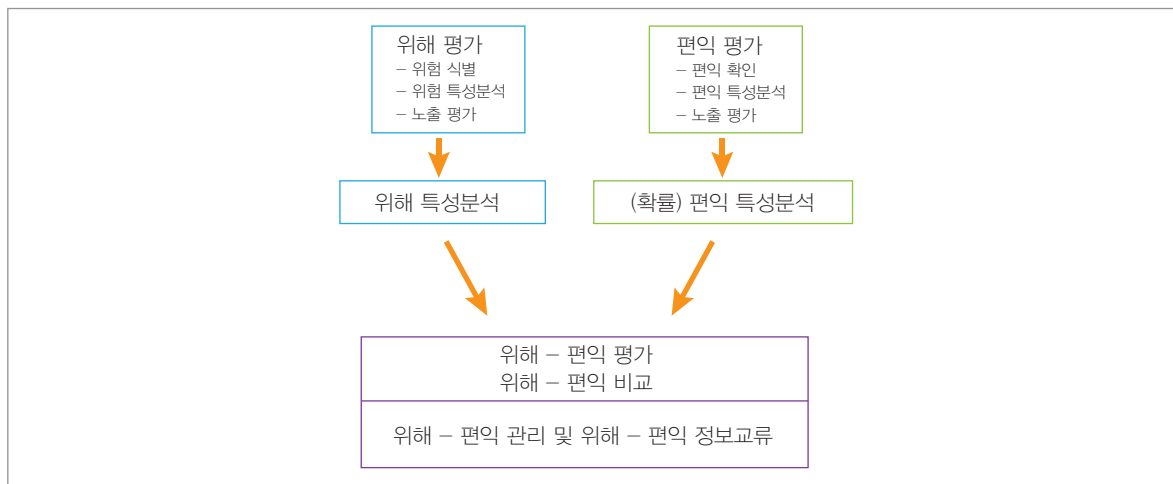 위해 평가
– 위험 식별
– 위험 특성분석
– 노출 평가
편익 평가
– 편익 확인
– 편익 특성분석
– 노출 평가
위해 특성분석
(확률) 편익 특성분석
위해 – 편익 평가
위해 – 편익 비교
위해 – 편익 관리 및 위해 – 편익 정보교류